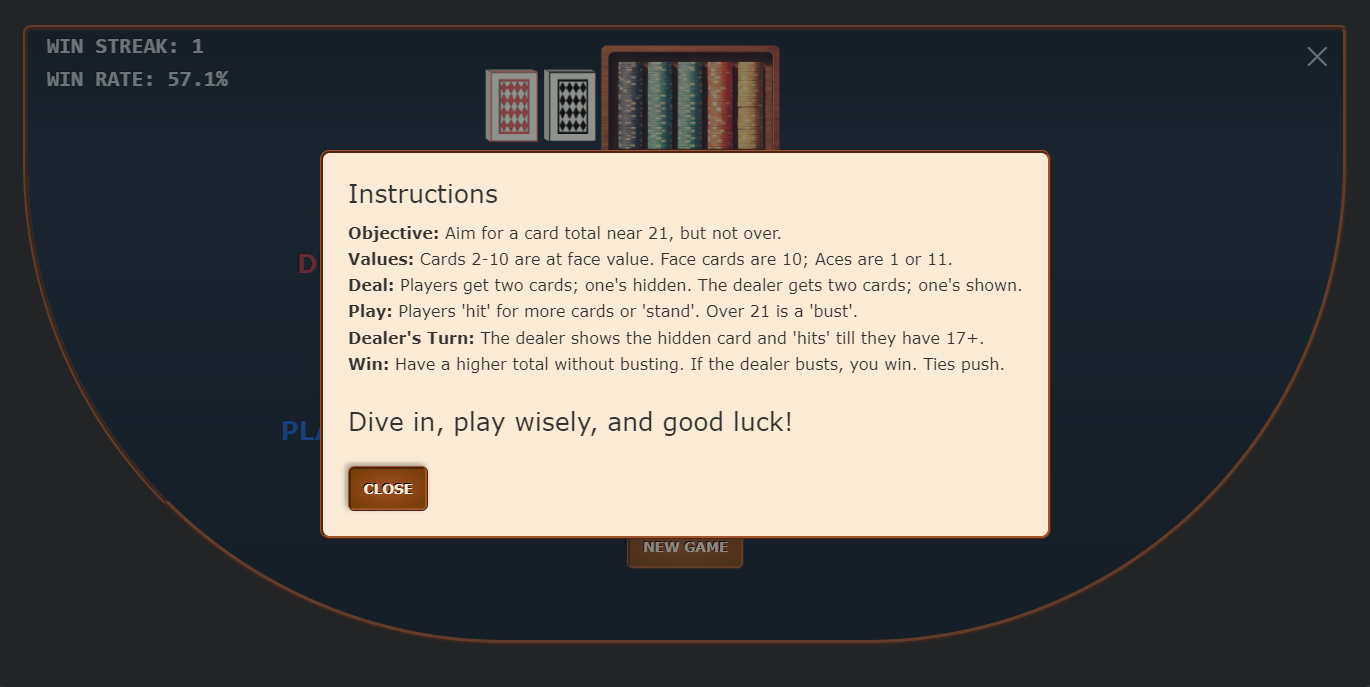 WIN STREAK: 1
WIN RATE: 57.1%
Instructions
Objective: Aim for a card total near 21, but not over.
Values: Cards 2-10 are at face value. Face cards are 10; Aces are 1 or 11.
Deal: Players get two cards; one's hidden. The dealer gets two cards; one's shown.
Play: Players 'hit' for more cards or 'stand'. Over 21 is a 'bust'.
Dealer's Turn: The dealer shows the hidden card and 'hits' till they have 17+.
Win: Have a higher total without busting. If the dealer busts, you win. Ties push.
Dive in, play wisely, and good luck!
CLOSE
NEW GAME